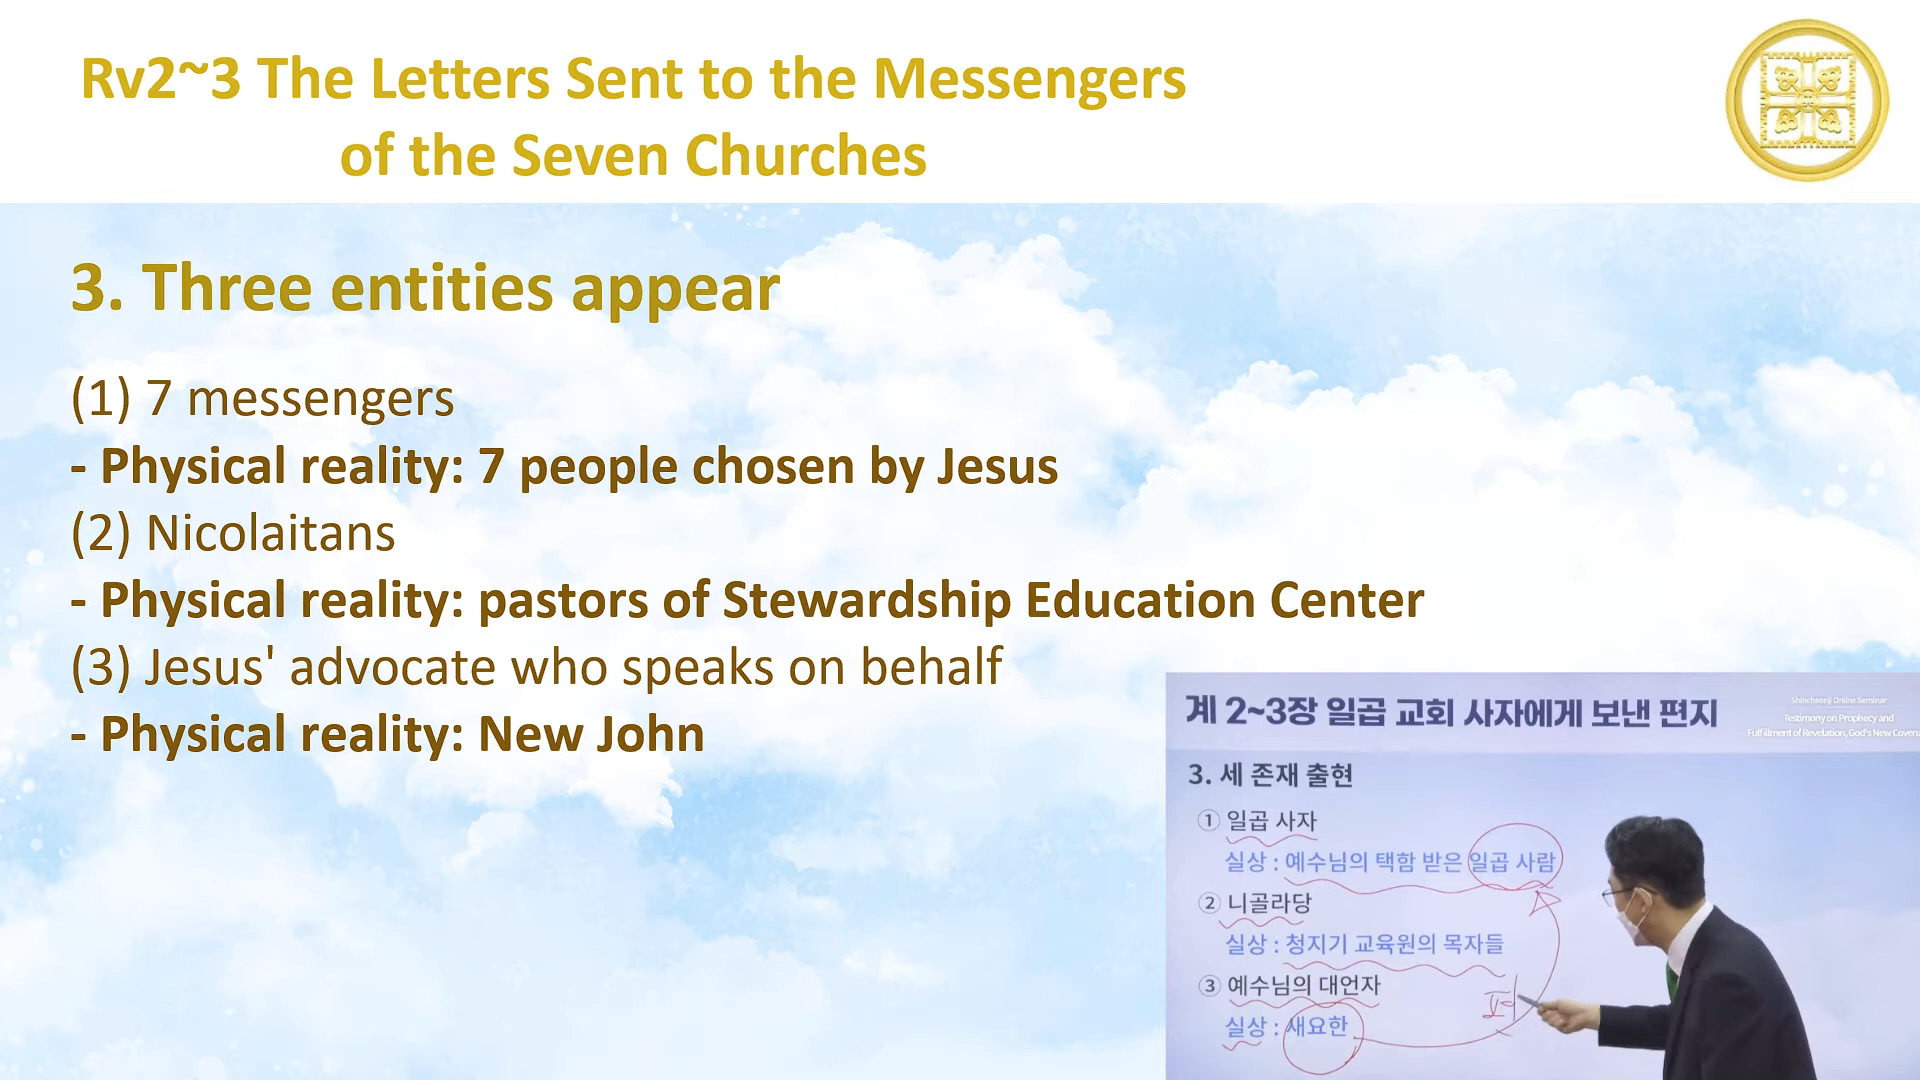 Rv2~3 The Letters Sent to the Messengers
of the Seven Churches
3. Three entities appear
(1) 7 messengers
- Physical reality: 7 people chosen by Jesus
(2) Nicolaitans
- Physical reality: pastors of Stewardship Education Center
(3) Jesus' advocate who speaks on behalf
- Physical reality: New John
계 2~3장 일곱 교회 사자에게 보낸 편지
Shincheonji Online Seminar
Testimony on Prophecy and
Fulfillment of Revelation, God's New Covena
3. 세 존재 출현
① 일곱 사자
실상 : 예수님의 택함 받은 일곱 사람
② 니골라당
실상 : 청지기 교육원의 목자들
③ 예수님의 대언자
실상 : 새요한